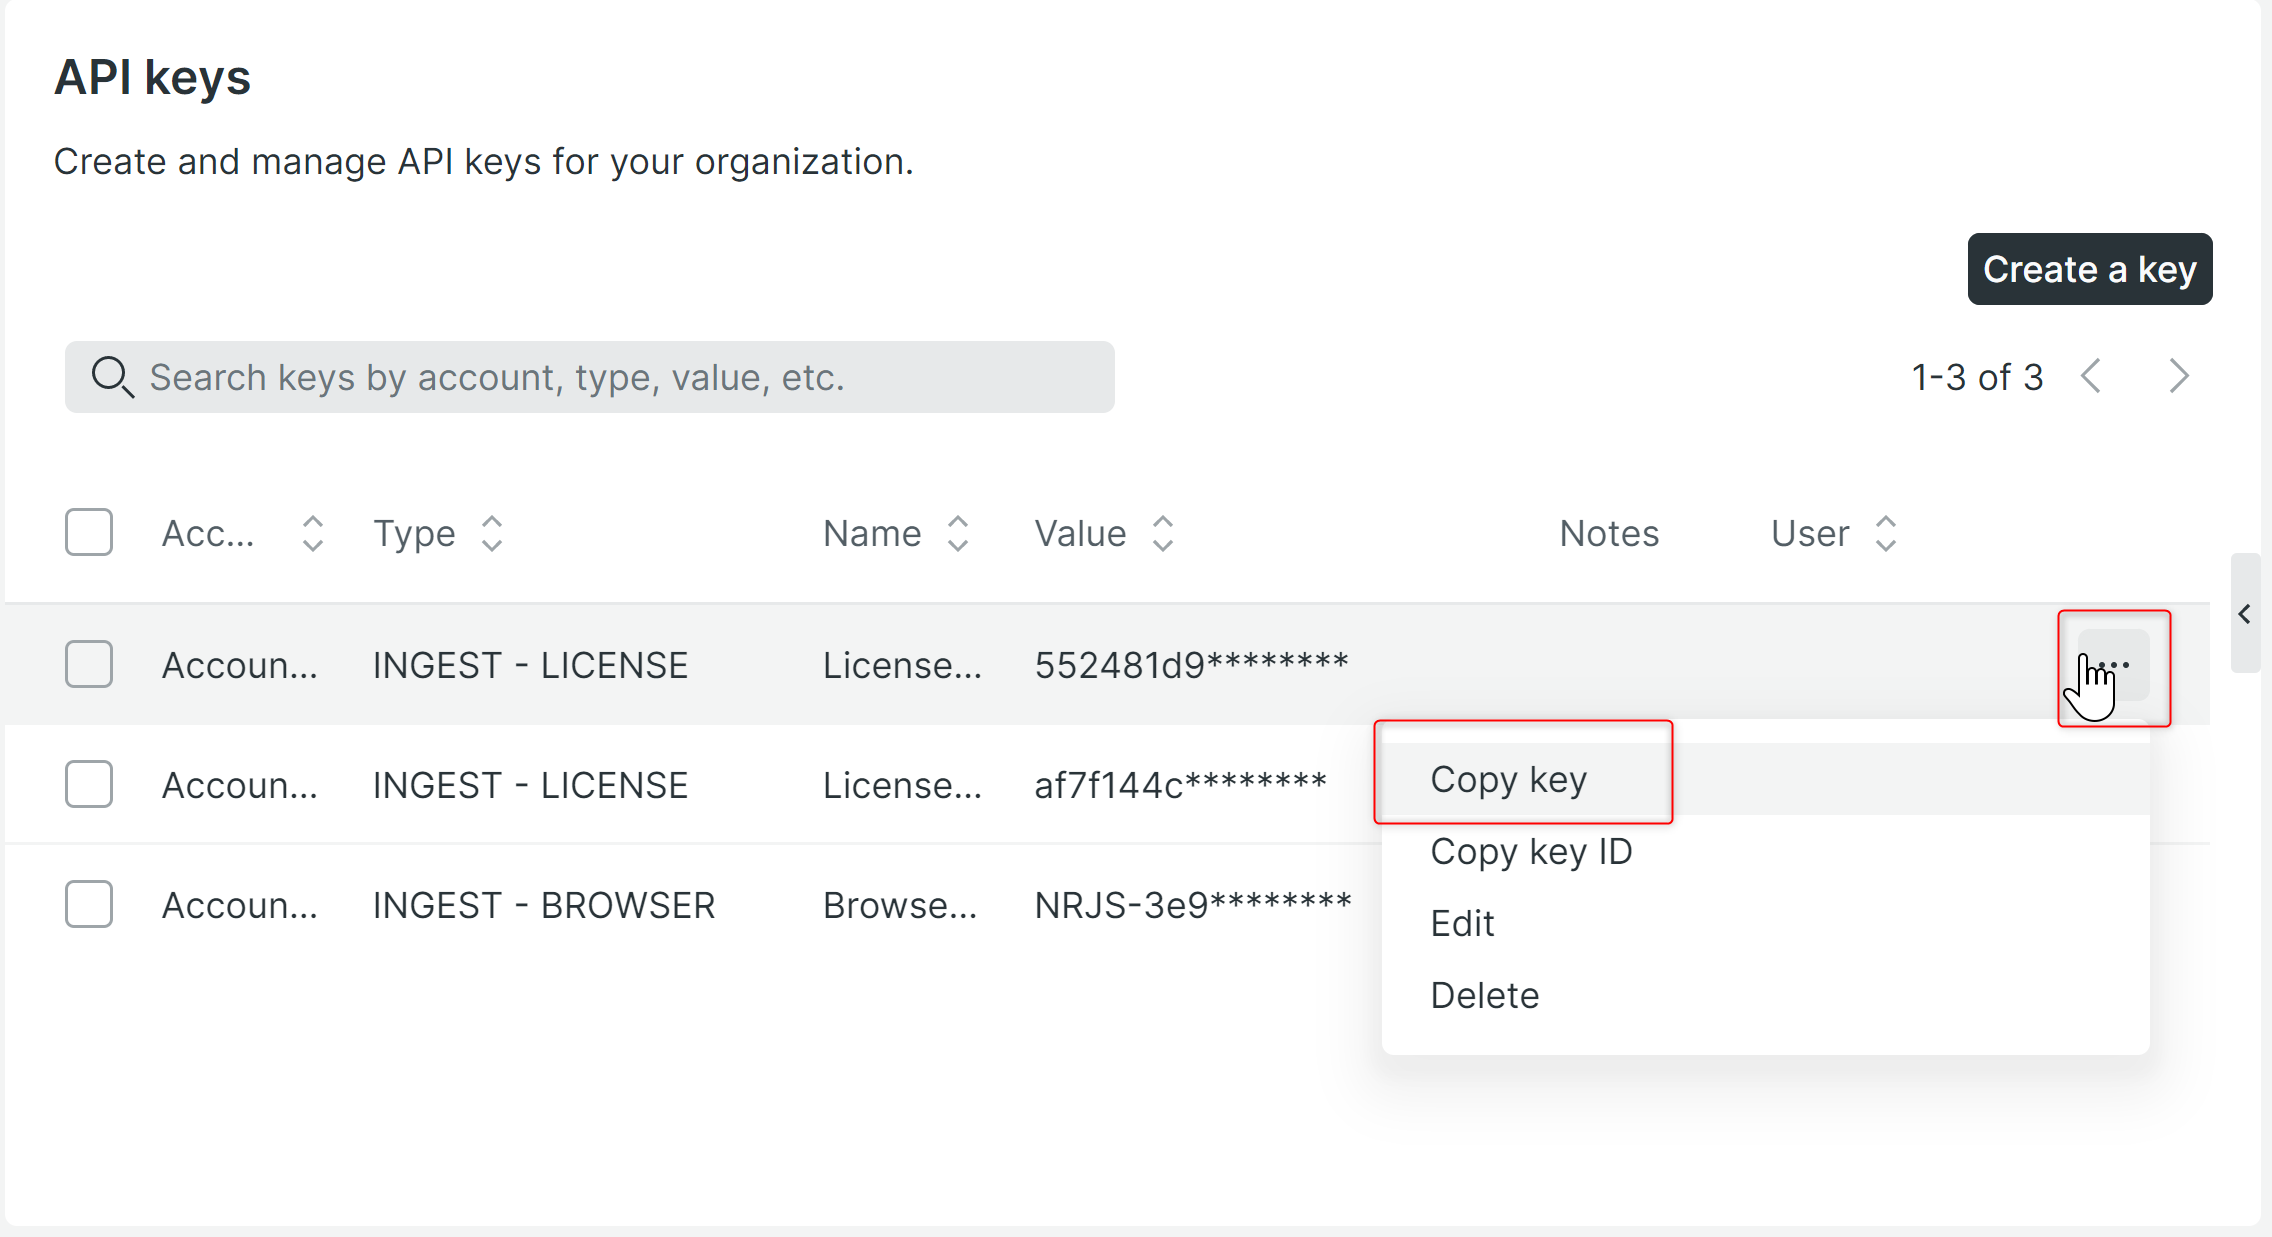 API keys
Create and manage API keys for your organization.
Create a key
Search keys by account, type, value, etc.
1-3 of 3
Acc... Type Name Value Notes User
Accoun... INGEST - LICENSE License... 552481d9********
Accoun... INGEST - LICENSE License... af7f144c********
Copy key
Copy key ID
Accoun... INGEST - BROWSER Browse... NRJS-3e9********
Edit
Delete